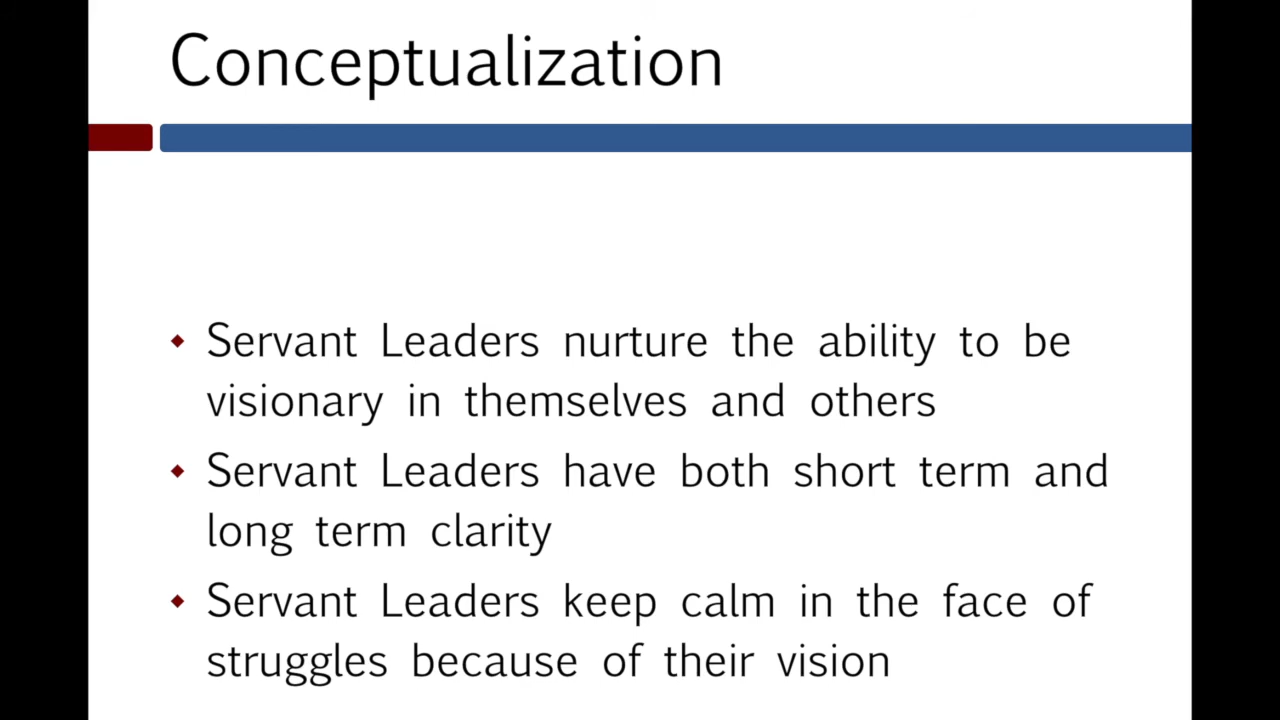 Conceptualization
Servant Leaders nurture the ability to be
visionary in themselves and others
Servant Leaders have both short term and
long term clarity
Servant Leaders keep calm in the face of
struggles because of their vision